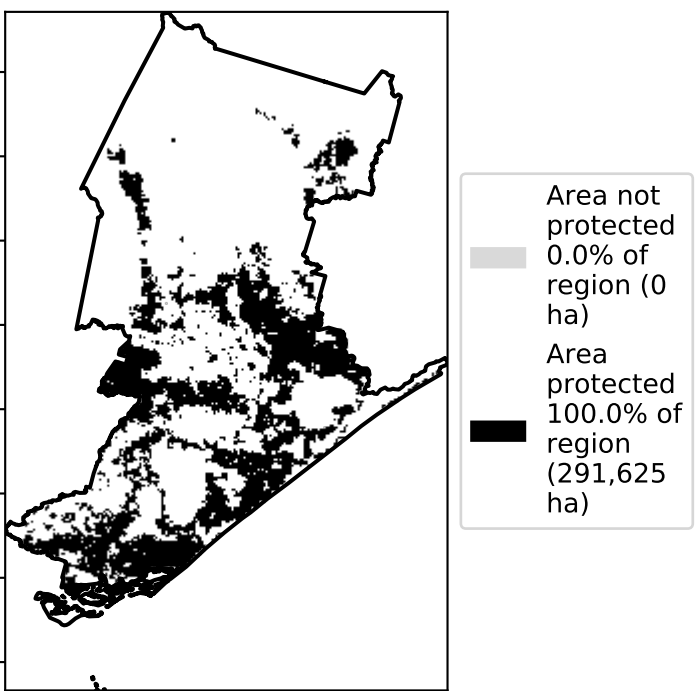 Area not
protected
0.0% of
region (0
ha)
Area
protected
100.0% of
region
(291,625
ha)